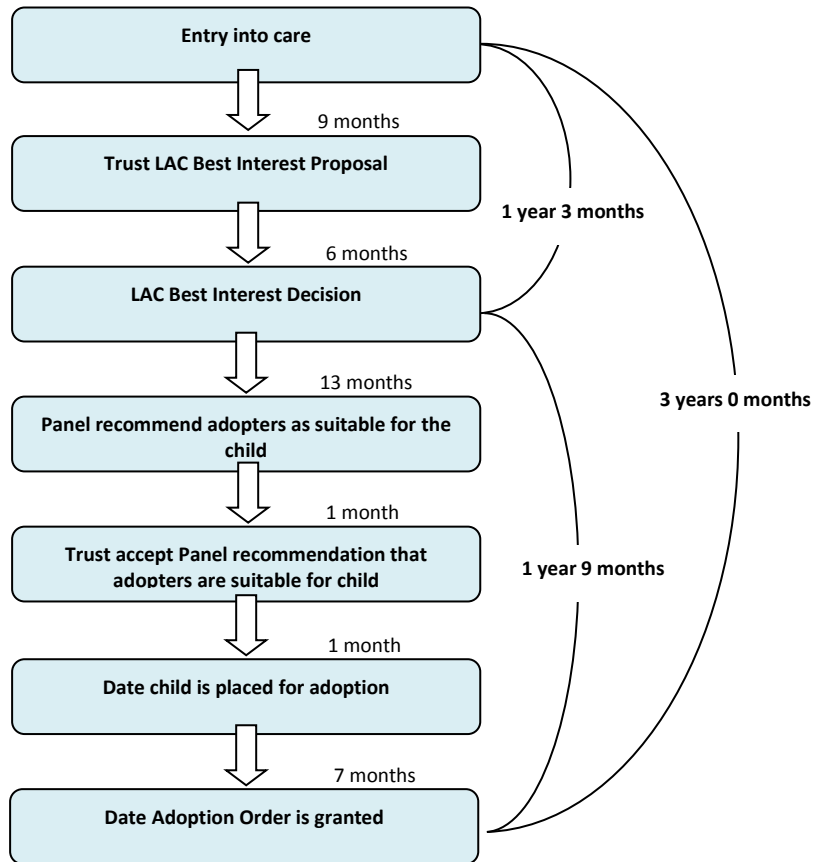 Entry into care
9 months
Trust LAC Best Interest Proposal
1 year 3 months
6 months
LAC Best Interest Decision
13 months
3 years 0 months
Panel recommend adopters as suitable for the
child
1 month
Trust accept Panel recommendation that
adopters are suitable for child
1 year 9 months
1 month
Date child is placed for adoption
7 months
Date Adoption Order is granted